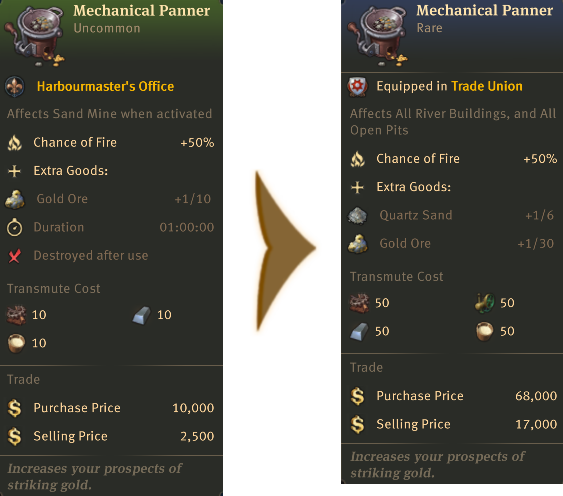 Mechanical Panner
Uncommon
Harbourmaster's Office
Affects Sand Mine when activated
Chance of Fire +50%
Extra Goods:
Gold Ore +1/10
Duration 01:00:00
Destroyed after use
Transmute Cost
10 10
10
Trade
Purchase Price 10,000
Selling Price 2,500
Increases your prospects of
striking gold.
Mechanical Panner
Rare
Equipped in Trade Union
Affects All River Buildings, and All
Open Pits
Chance of Fire +50%
Extra Goods:
Quartz Sand +1/6
Gold Ore +1/30
Transmute Cost
50 50
50 50
Trade
Purchase Price 68,000
Selling Price 17,000
Increases your prospects of
striking gold.